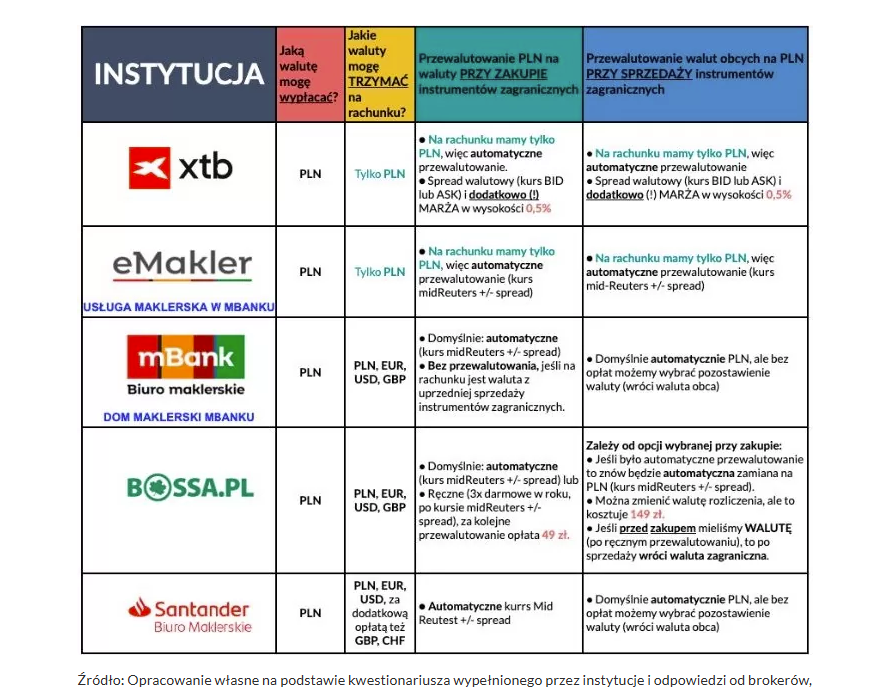 INSTYTUCJA
Jaką
walutę
mogę
wypłacać?
Jakie
waluty
mogę
TRZYMAĆ
na
rachunku?
Przewalutowanie PLN na
waluty PRZY ZAKUPIE
instrumentów zagranicznych
Przewalutowanie walut obcych na PLN
PRZY SPRZEDAŻY instrumentów
zagranicznych
xtb
PLN
Tylko PLN
● Na rachunku mamy tylko
PLN, więc automatyczne
przewalutowanie.
● Spread walutowy (kurs BID
lub ASK) i dodatkowo (!)
MARŻA w wysokości 0,5%
● Na rachunku mamy tylko PLN, więc
automatyczne przewalutowanie
● Spread walutowy (kurs BID lub ASK) i
dodatkowo (!) MARŻA w wysokości 0,5%
eMakler
USŁUGA MAKLERSKA W MBANKU
PLN
Tylko PLN
● Na rachunku mamy tylko
PLN, więc automatyczne
przewalutowanie (kurs
midReuters +/- spread)
● Na rachunku mamy tylko PLN, więc
automatyczne przewalutowanie (kurs
mid-Reuters +/- spread)
mBank
Biuro maklerskie
DOM MAKLERSKI MBANKU
PLN
PLN, EUR,
USD, GBP
● Domyślnie: automatyczne
(kurs midReuters +/- spread)
● Bez przewalutowania, jeśli na
rachunku jest waluta z
uprzedniej sprzedaży
instrumentów zagranicznych.
● Domyślnie automatycznie PLN, ale bez
opłat możemy wybrać pozostawienie
waluty (wróci waluta obca)
BOSSA.PL
PLN
PLN, EUR,
USD, GBP
● Domyślnie: automatyczne
(kurs midReuters +/- spread) lub
● Ręczne (3x darmowe w roku,
po kursie midReuters +/-
spread), za kolejne
przewalutowanie opłata 49 zł.
Zależy od opcji wybranej przy zakupie:
● Jeśli było automatyczne przewalutowanie
to znów będzie automatyczna zamiana na
PLN (kurs midReuters +/- spread).
● Można zmienić walutę rozliczenia, ale to
kosztuje 149 zł.
● Jeśli przed zakupem mieliśmy WALUTĘ
(po ręcznym przewalutowaniu), to po
sprzedaży wróci waluta zagraniczna.
Santander
Biuro Maklerskie
PLN
PLN, EUR,
USD, za
dodatkową
opłatą też
GBP, CHF
● Automatyczne kurrs Mid
Reutest +/- spread
● Domyślnie automatycznie PLN, ale bez
opłat możemy wybrać pozostawienie
waluty (wróci waluta obca)
Źródło: Opracowanie własne na podstawie kwestionariusza wypełnionego przez instytucje i odpowiedzi od brokerów,